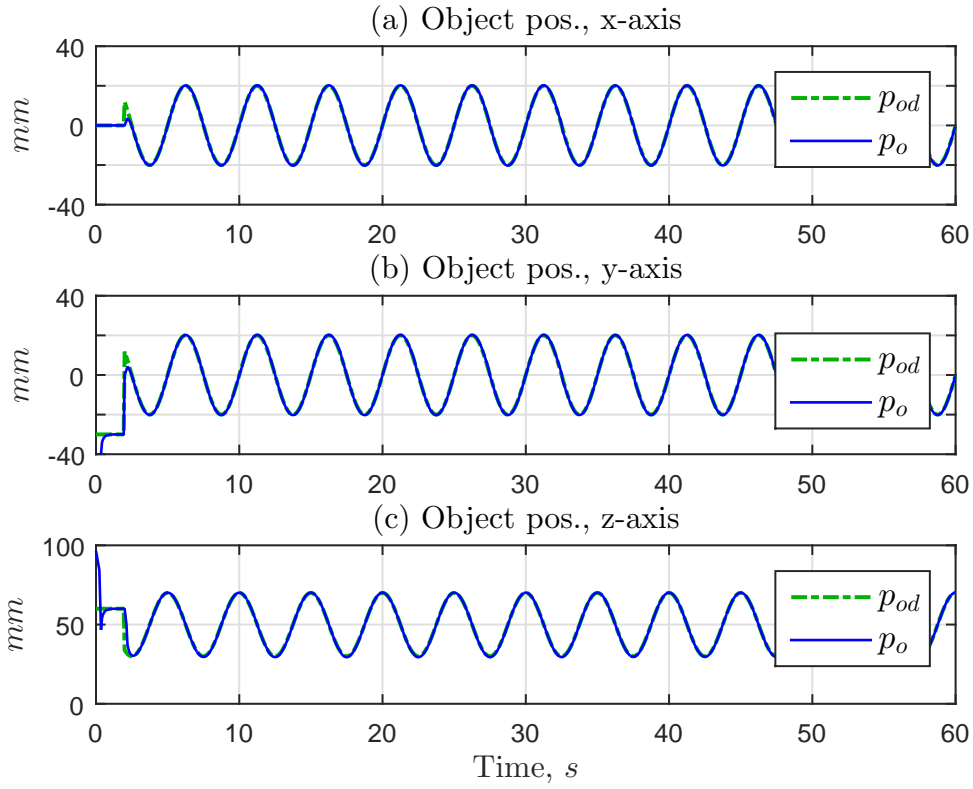 (a) Object pos., x-axis
40
0
-40
mm
p_od
p_o
0 10 20 30 40 50 60
(b) Object pos., y-axis
40
0
-40
mm
p_od
p_o
0 10 20 30 40 50 60
(c) Object pos., z-axis
100
50
0
mm
p_od
p_o
0 10 20 30 40 50 60
Time, s